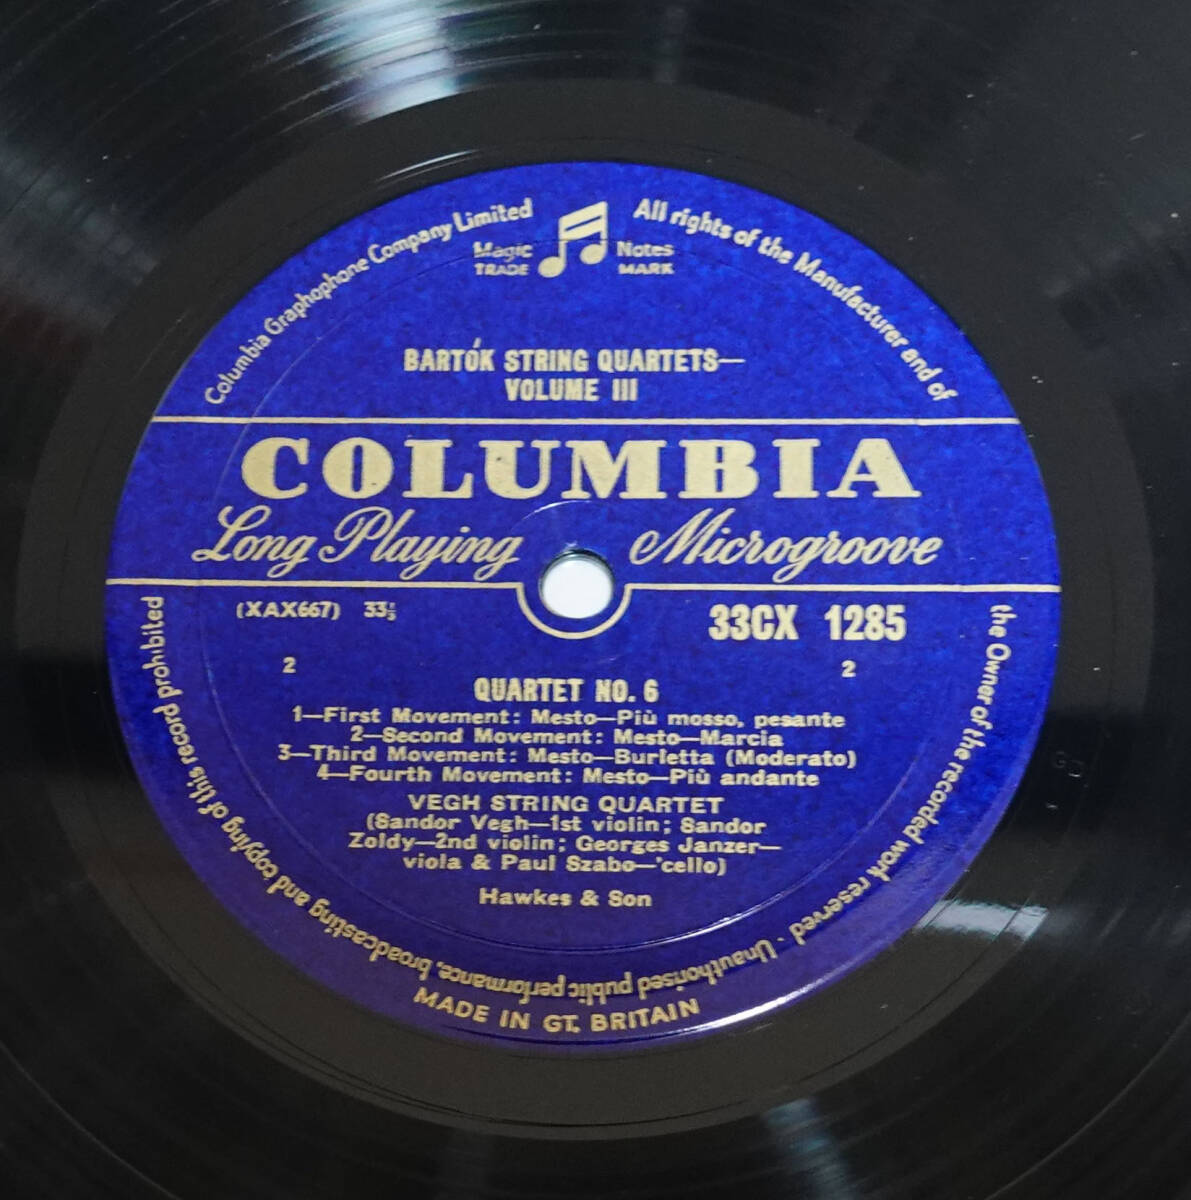 Columbia Graphophone Company Limited
All rights of the Manufacturer and of
the Owner of the recorded work reserved · Unauthorised public performance, broadcasting and copying of this record prohibited
Magic Notes
TRADE MARK
BARTÓK STRING QUARTETS—
VOLUME III
COLUMBIA
Long Playing Microgroove
(XAX667) 33⅓
33CX 1285
2 2
QUARTET NO. 6
1—First Movement: Mesto—Più mosso, pesante
2—Second Movement: Mesto—Marcia
3—Third Movement: Mesto—Burletta (Moderato)
4—Fourth Movement: Mesto—Più andante
VEGH STRING QUARTET
(Sandor Vegh—1st violin; Sandor
Zoldy—2nd violin; Georges Janzer—
viola & Paul Szabo—'cello)
Hawkes & Son
MADE IN GT. BRITAIN